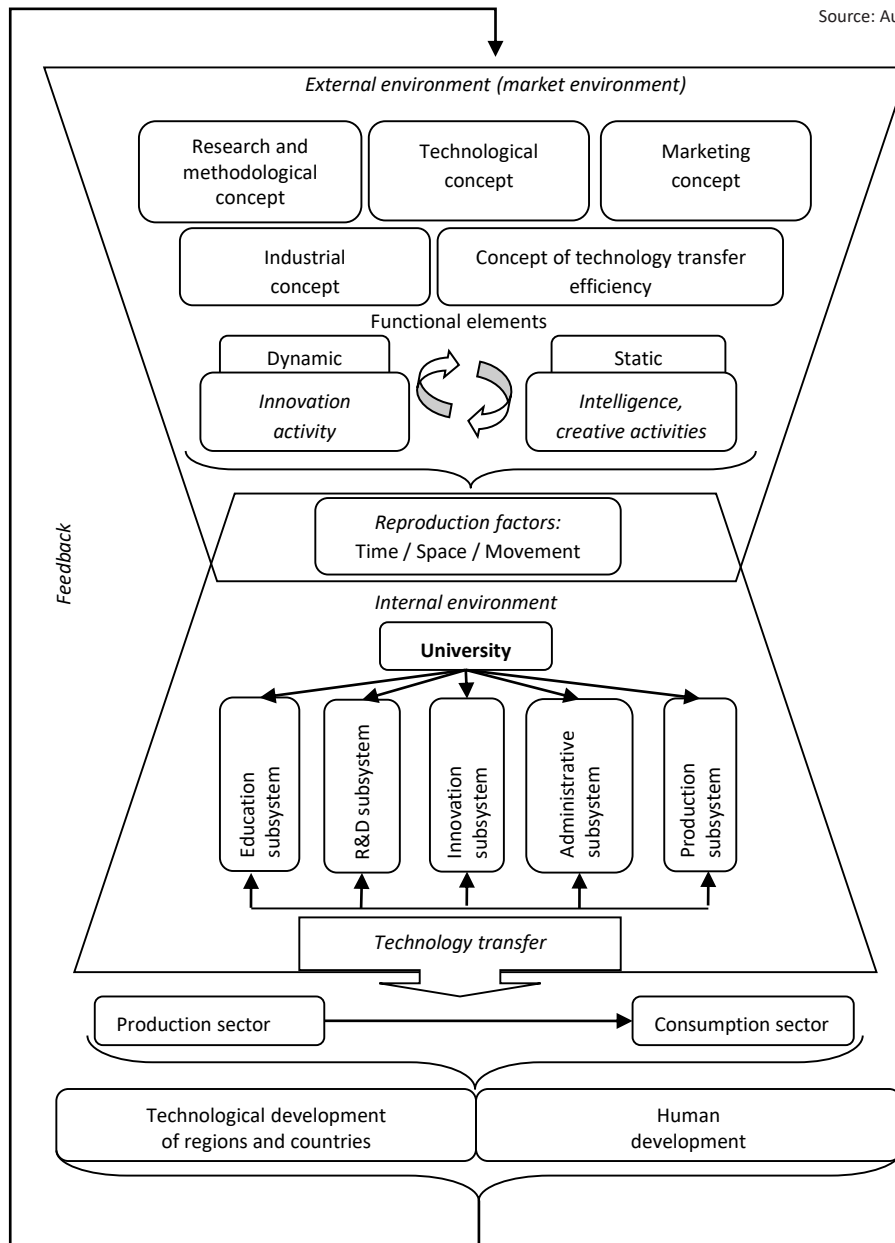 Source: Au
External environment (market environment)
Research and
methodological
concept
Technological
concept
Marketing
concept
Industrial
concept
Concept of technology transfer
efficiency
Functional elements
Dynamic
Static
Innovation
activity
Intelligence,
creative activities
Feedback
Reproduction factors:
Time / Space / Movement
Internal environment
University
Education
subsystem
R&D subsystem
Innovation
subsystem
Administrative
subsystem
Production
subsystem
Technology transfer
Production sector
Consumption sector
Technological development
of regions and countries
Human
development